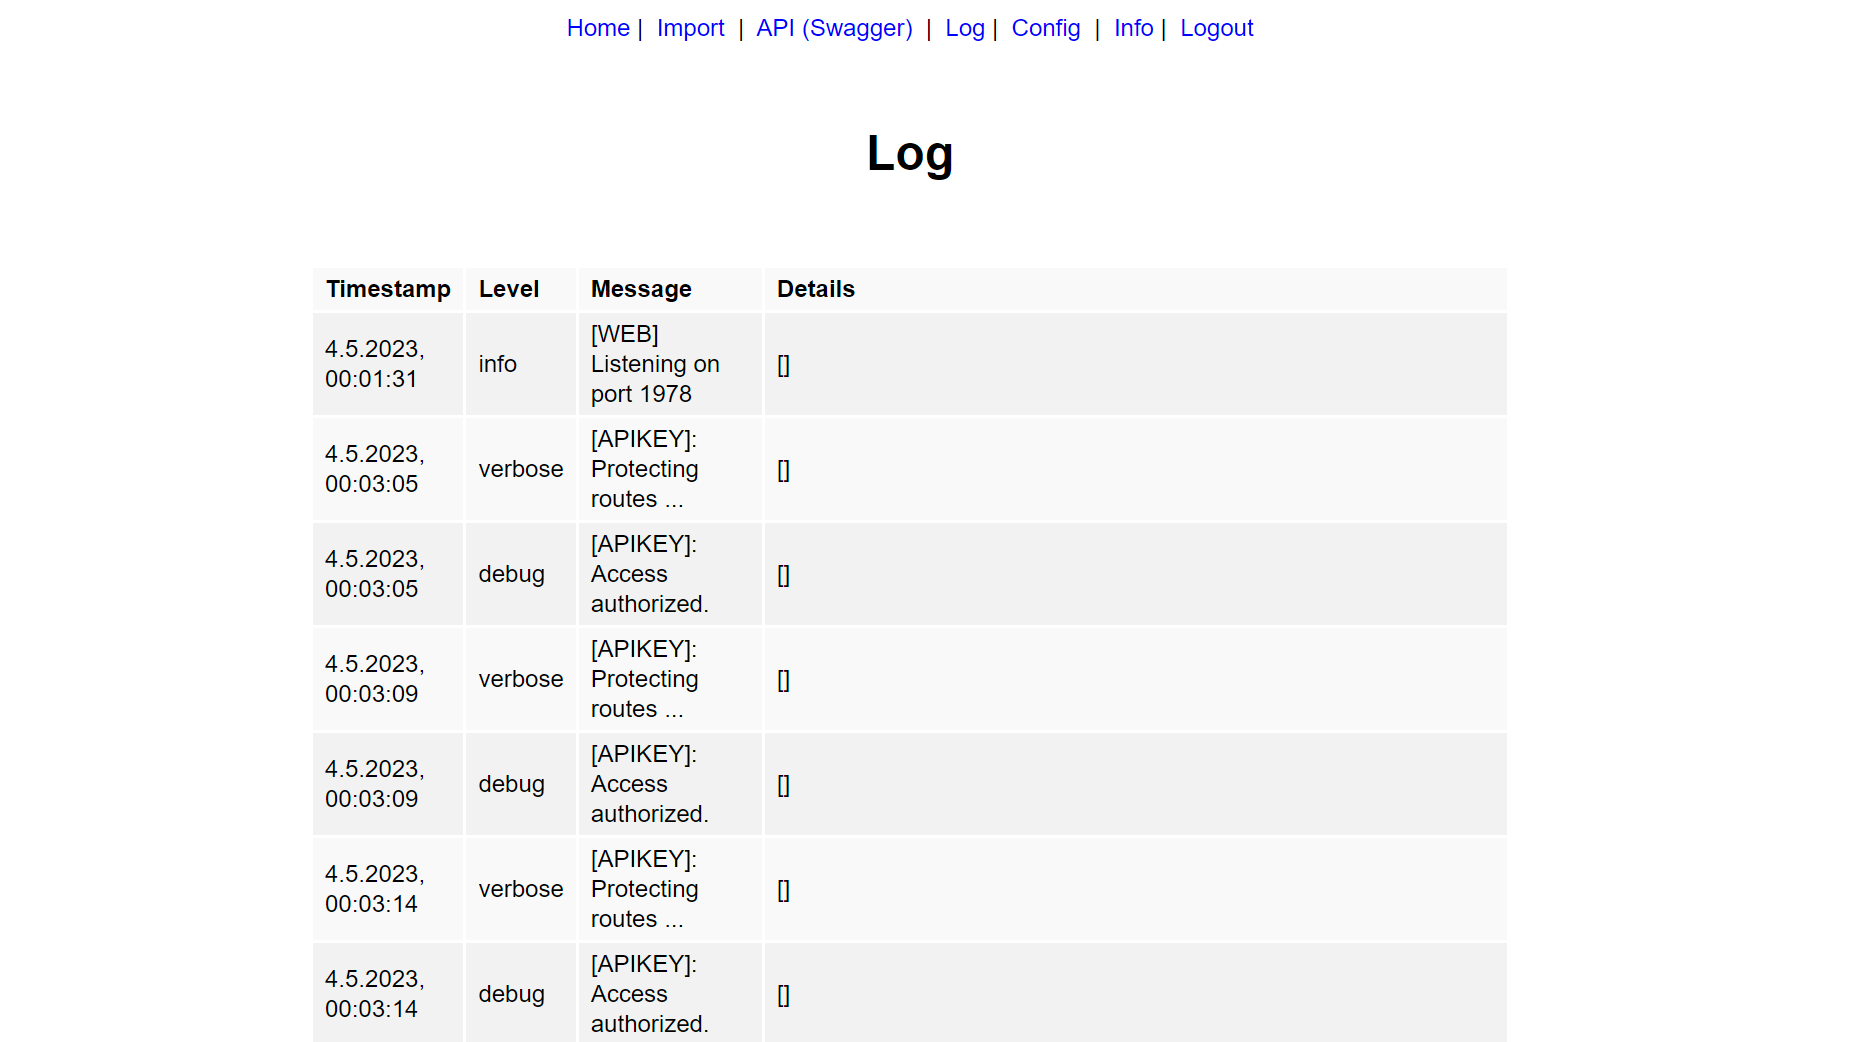 Home | Import | API (Swagger) | Log | Config | Info | Logout
Log
Timestamp Level Message Details
4.5.2023,
00:01:31
info
[WEB]
Listening on
port 1978
[]
4.5.2023,
00:03:05
verbose
[APIKEY]:
Protecting
routes ...
[]
4.5.2023,
00:03:05
debug
[APIKEY]:
Access
authorized.
[]
4.5.2023,
00:03:09
verbose
[APIKEY]:
Protecting
routes ...
[]
4.5.2023,
00:03:09
debug
[APIKEY]:
Access
authorized.
[]
4.5.2023,
00:03:14
verbose
[APIKEY]:
Protecting
routes ...
[]
4.5.2023,
00:03:14
debug
[APIKEY]:
Access
authorized.
[]